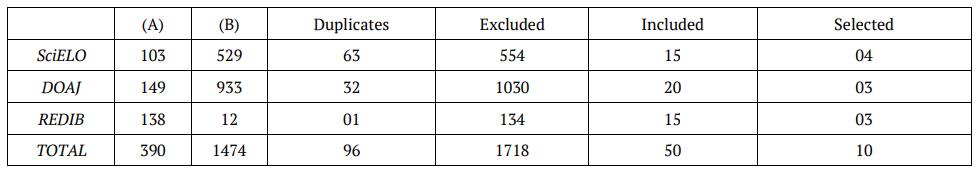 (A) (B) Duplicates Excluded Included Selected
SciELO 103 529 63 554 15 04
DOAJ 149 933 32 1030 20 03
REDIB 138 12 01 134 15 03
TOTAL 390 1474 96 1718 50 10